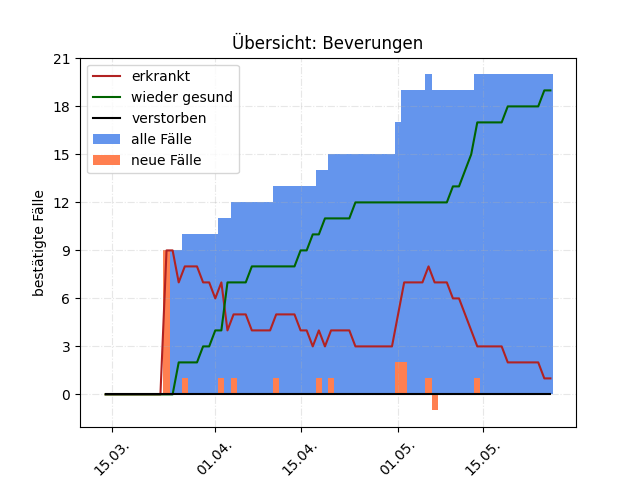 Übersicht: Beverungen
erkrankt
wieder gesund
verstorben
alle Fälle
neue Fälle
bestätigte Fälle
21
18
15
12
9
6
3
0
15.03.
01.04.
15.04.
01.05.
15.05.